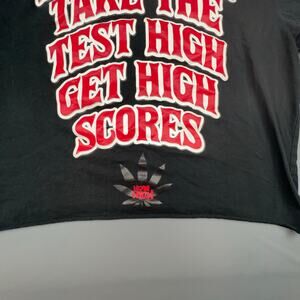 TAKE THE
TEST HIGH
GET HIGH
SCORES